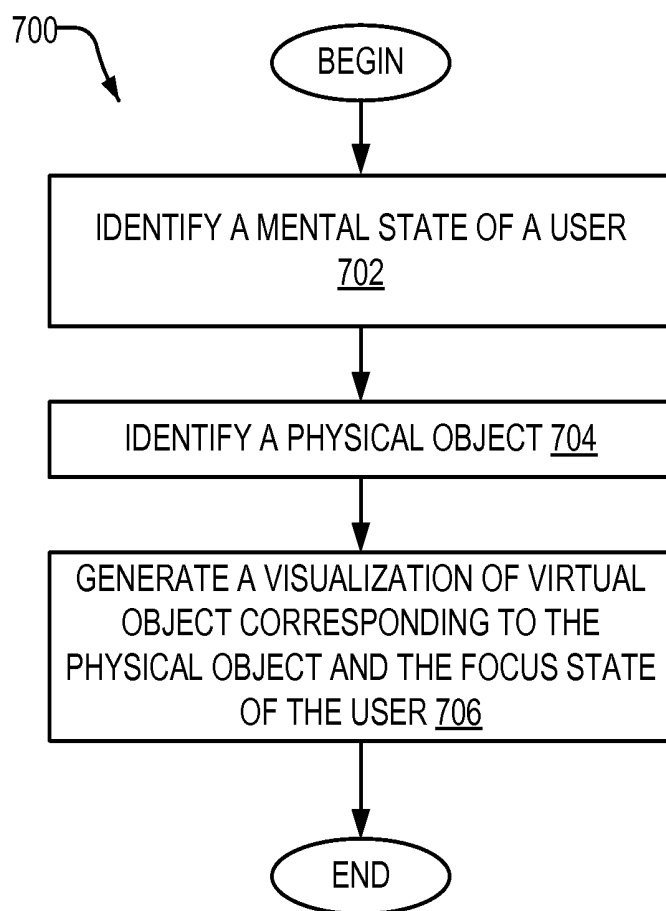 700
BEGIN
IDENTIFY A MENTAL STATE OF A USER
702
IDENTIFY A PHYSICAL OBJECT 704
GENERATE A VISUALIZATION OF VIRTUAL
OBJECT CORRESPONDING TO THE
PHYSICAL OBJECT AND THE FOCUS STATE
OF THE USER 706
END